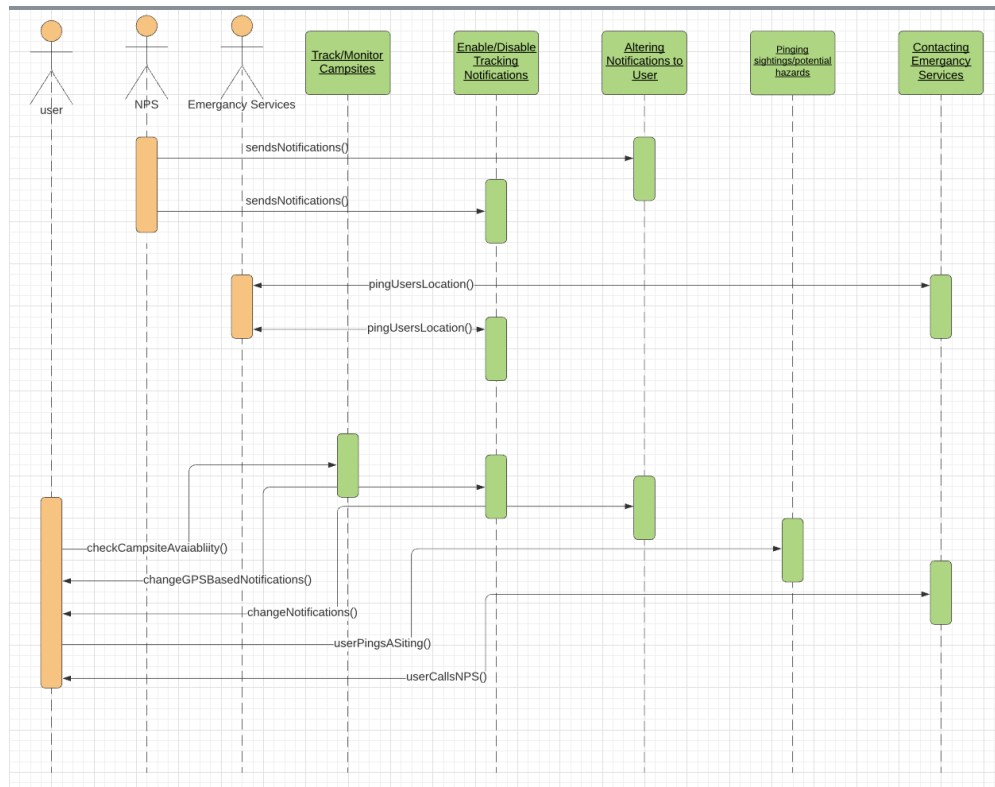 Track/Monitor
Campsites
Enable/Disable
Tracking
Notifications
Altering
Notifications to
User
Pinging
sightings/potential
hazards
Contacting
Emergancy
Services
user
NPS
Emergancy Services
sendsNotifications()
sendsNotifications()
pingUsersLocation()
pingUsersLocation()
checkCampsiteAvaiabliity()
changeGPSBasedNotifications()
changeNotifications()
userPingsASiting()
userCallsNPS()